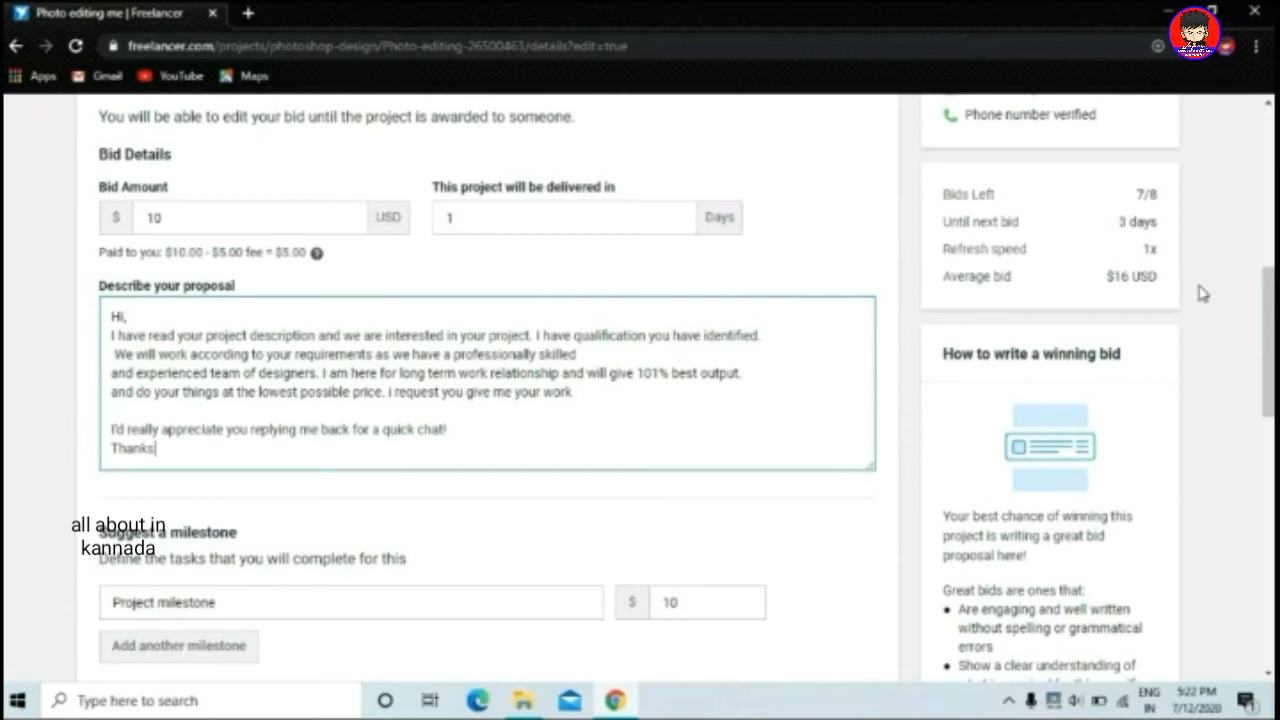 Photo editing me | Freelancer
freelancer.com/projects/photoshop-design/Photo-editing-26500463/details?edit=true
Apps Gmail YouTube Maps
You will be able to edit your bid until the project is awarded to someone.
Bid Details
Bid Amount
This project will be delivered in
$ 10 USD
1 Days
Paid to you: $10.00 - $5.00 fee = $5.00
Describe your proposal
Hi,
I have read your project description and we are interested in your project. I have qualification you have identified.
We will work according to your requirements as we have a professionally skilled
and experienced team of designers. I am here for long term work relationship and will give 101% best output.
and do your things at the lowest possible price. i request you give me your work
I'd really appreciate you replying me back for a quick chat!
Thanks
all about in
kannada
Suggest a milestone
Define the tasks that you will complete for this
Project milestone
$ 10
Add another milestone
Phone number verified
Bids Left 7/8
Until next bid 3 days
Refresh speed 1x
Average bid $16 USD
How to write a winning bid
Your best chance of winning this
project is writing a great bid
proposal here!
Great bids are ones that:
• Are engaging and well written
without spelling or grammatical
errors
• Show a clear understanding of
Type here to search
ENG
IN
5:22 PM
7/12/2020